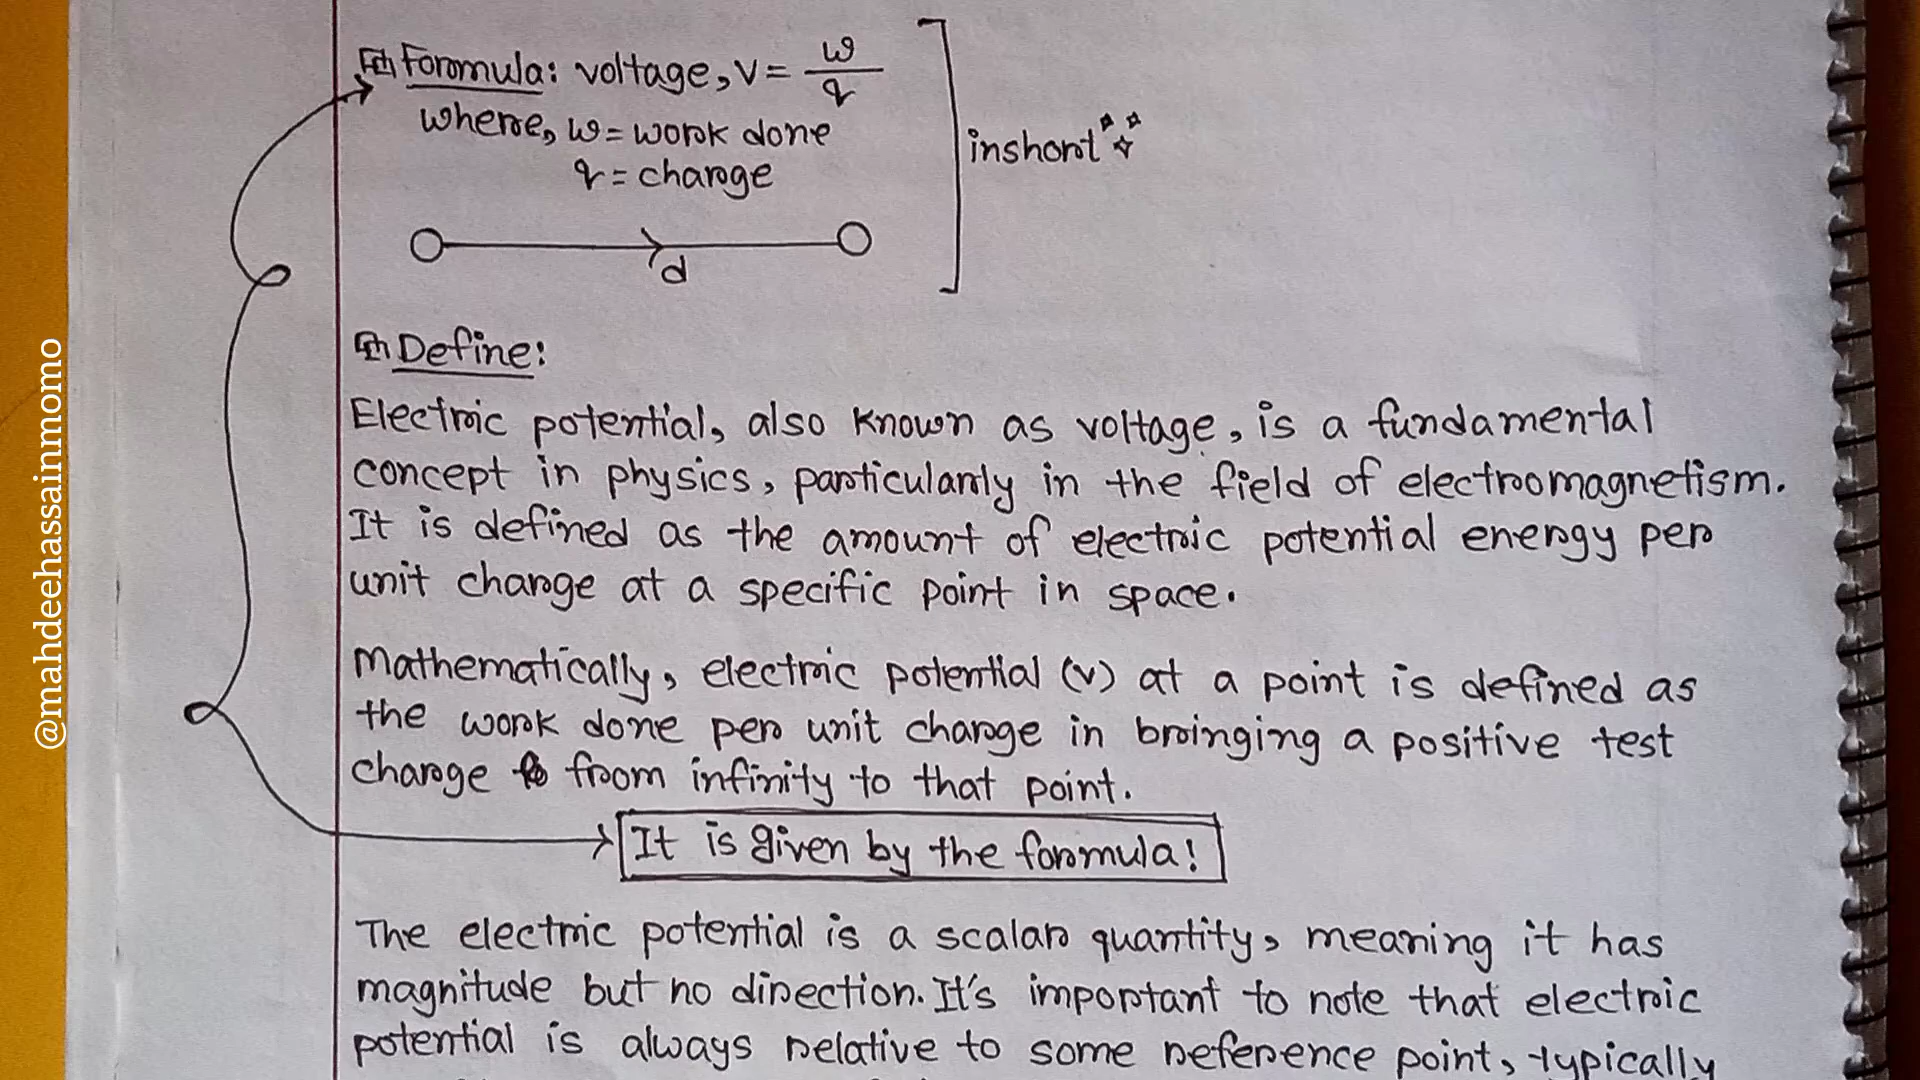 Formula: voltage, V = w/q
where, w = work done
q = charge
inshort
d
Define:
Electric potential, also known as voltage, is a fundamental
concept in physics, particularly in the field of electromagnetism.
It is defined as the amount of electric potential energy per
unit charge at a specific point in space.
Mathematically, electric potential (v) at a point is defined as
the work done per unit charge in bringing a positive test
charge from infinity to that point.
It is given by the formula!
The electric potential is a scalar quantity, meaning it has
magnitude but no direction. It's important to note that electric
potential is always relative to some reference point, typically
@mahdeehassainmomo